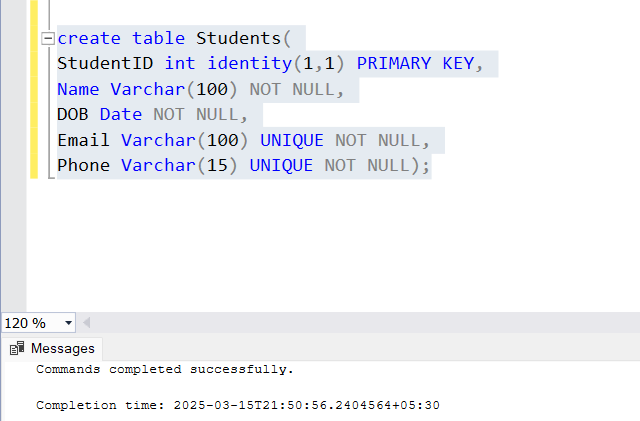 create table Students(
StudentID int identity(1,1) PRIMARY KEY,
Name Varchar(100) NOT NULL,
DOB Date NOT NULL,
Email Varchar(100) UNIQUE NOT NULL,
Phone Varchar(15) UNIQUE NOT NULL);
120 %
Messages
Commands completed successfully.
Completion time: 2025-03-15T21:50:56.2404564+05:30